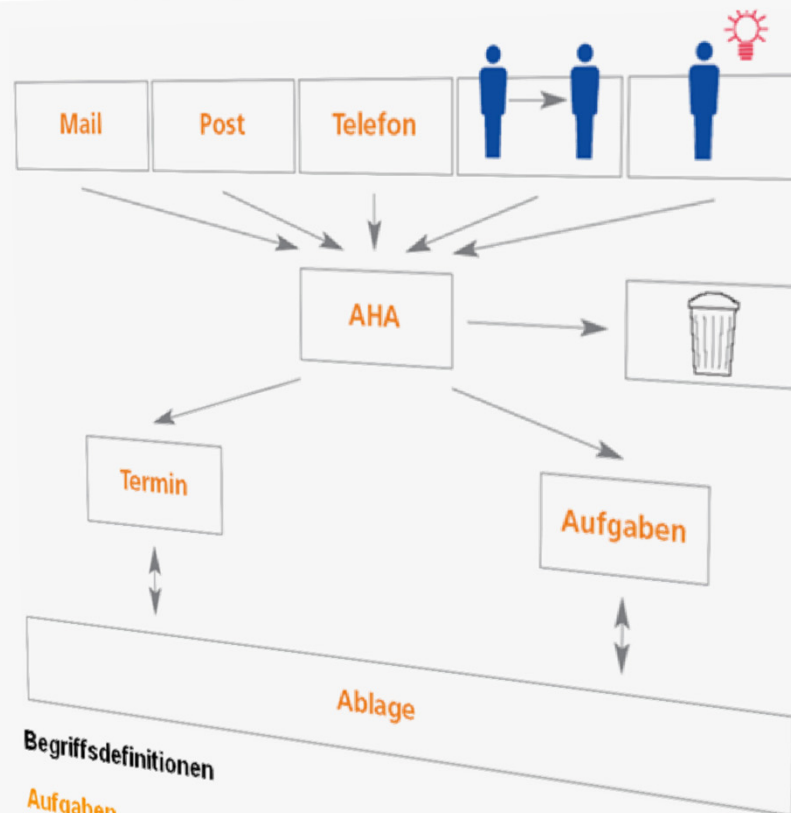 Mail
Post
Telefon
AHA
Termin
Aufgaben
Ablage
Begriffsdefinitionen
Aufgaben